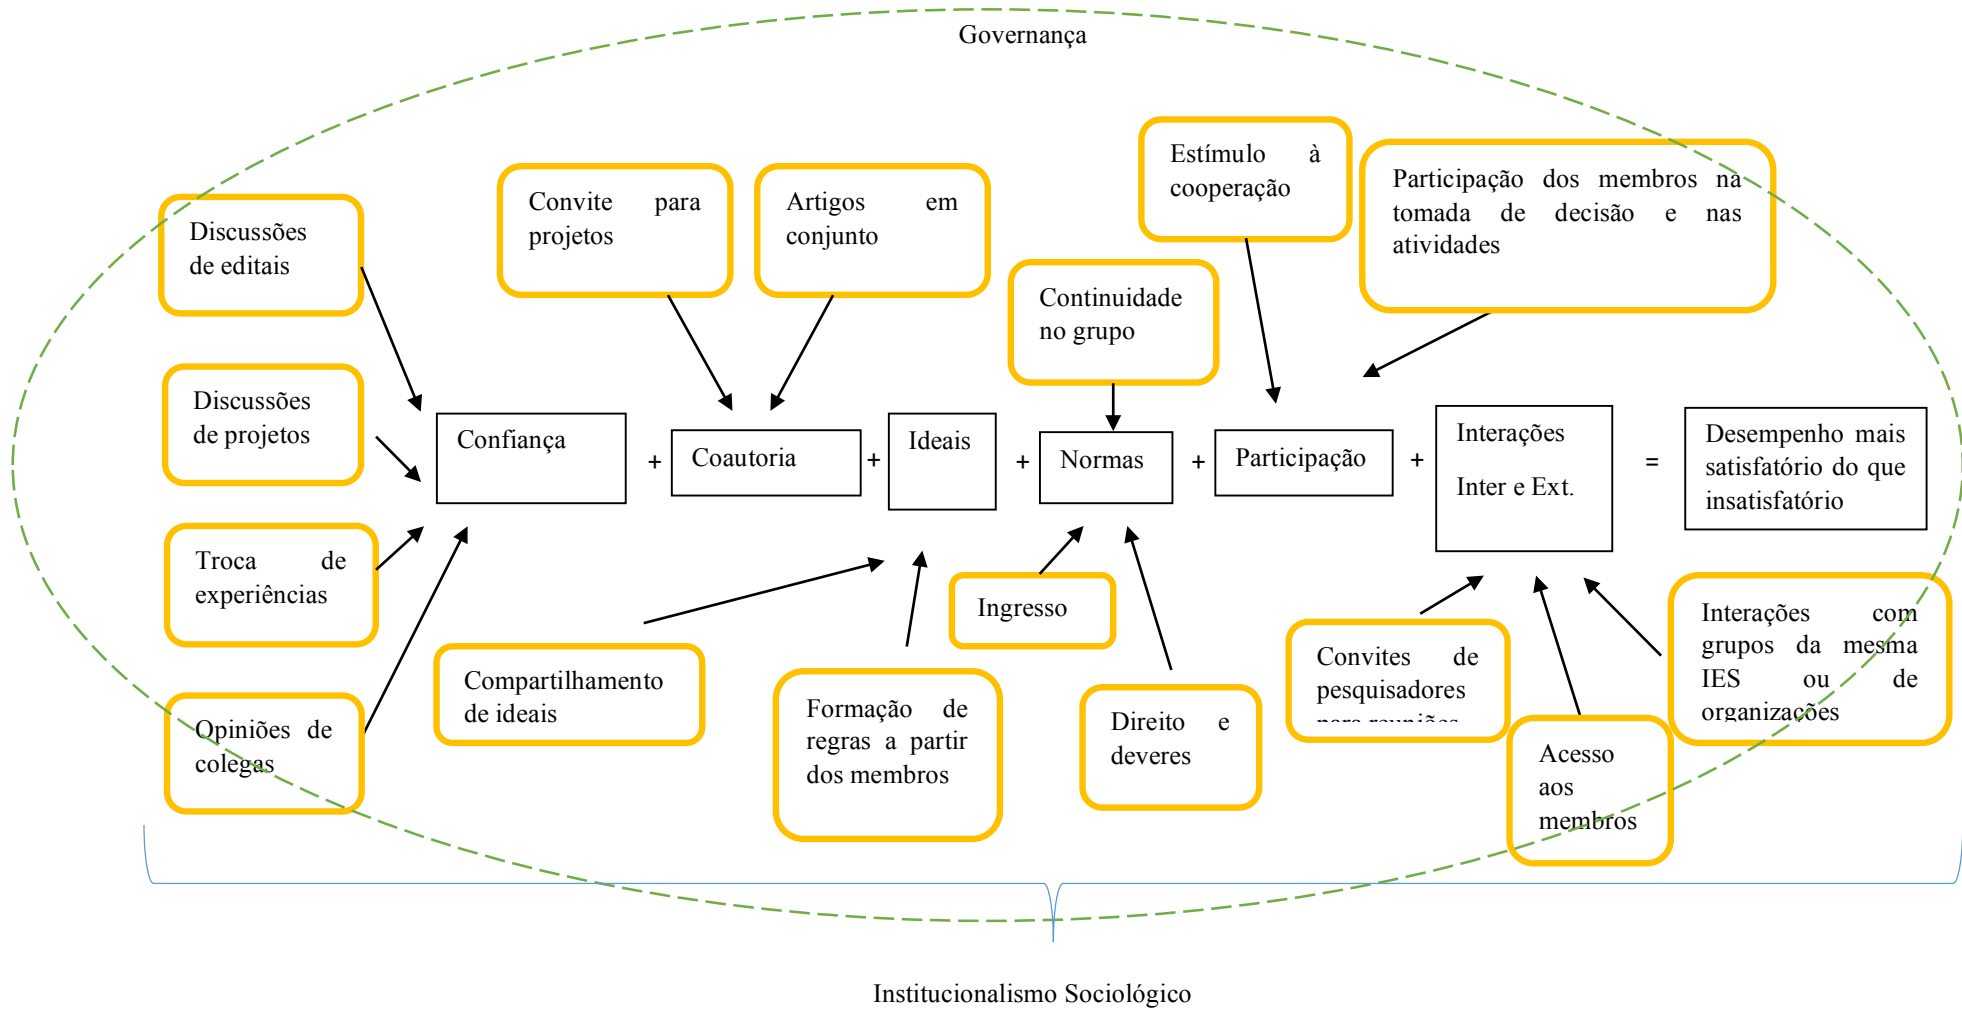 Governança
Estímulo à
cooperação
Participação dos membros na
tomada de decisão e nas
atividades
Convite para
projetos
Artigos em
conjunto
Discussões
de editais
Continuidade
no grupo
Discussões
de projetos
Confiança
+
Coautoria
+
Ideais
+
Normas
+
Participação
+
Interações
Inter e Ext.
=
Desempenho mais
satisfatório do que
insatisfatório
Troca de
experiências
Ingresso
Compartilhamento
de ideais
Formação de
regras a partir
dos membros
Direito e
deveres
Convites de
pesquisadores
para reuniões
Interações com
grupos da mesma
IES ou de
organizações
Opiniões de
colegas
Acesso
aos
membros
Institucionalismo Sociológico